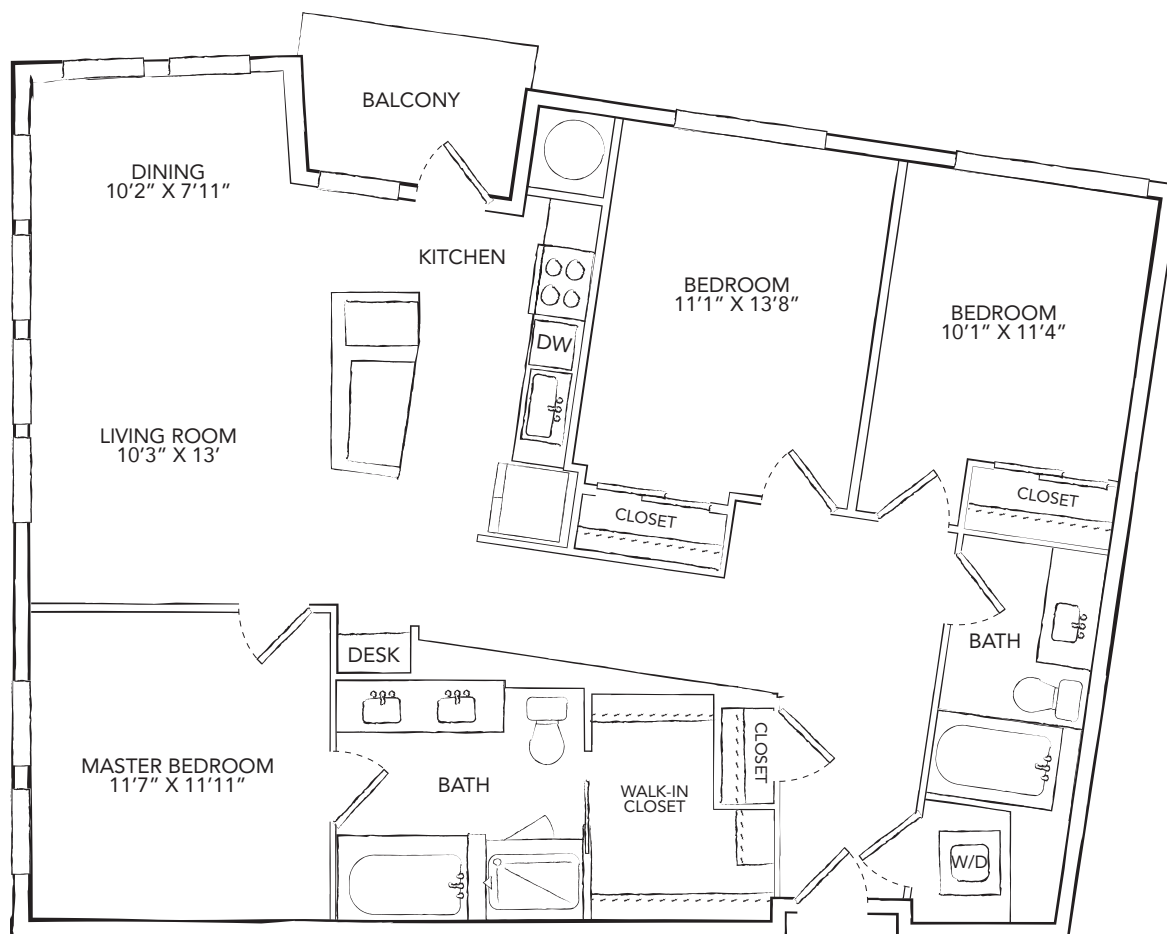 BALCONY
DINING
10’2” X 7’11”
KITCHEN
BEDROOM
11’1” X 13’8”
BEDROOM
10’1” X 11’4”
DW
LIVING ROOM
10’3” X 13’
CLOSET
CLOSET
DESK
BATH
MASTER BEDROOM
11’7” X 11’11”
BATH
WALK-IN
CLOSET
CLOSET
W/D